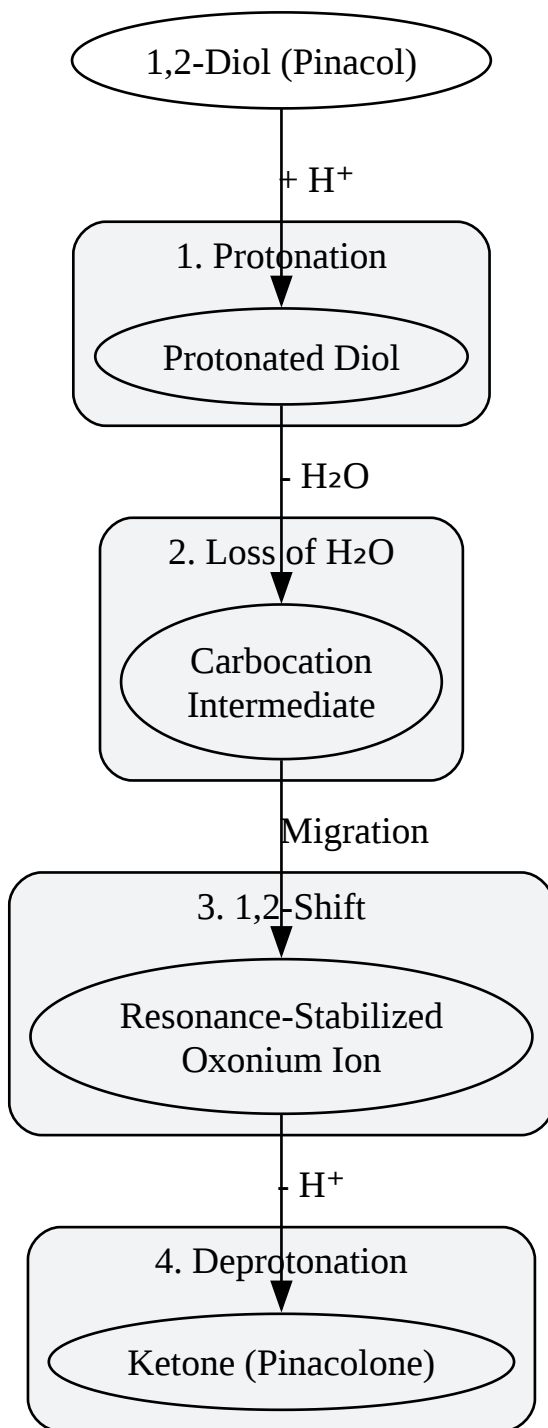 1,2-Diol (Pinacol)
+ H⁺
1. Protonation
Protonated Diol
- H₂O
2. Loss of H₂O
Carbocation
Intermediate
Migration
3. 1,2-Shift
Resonance-Stabilized
Oxonium Ion
- H⁺
4. Deprotonation
Ketone (Pinacolone)